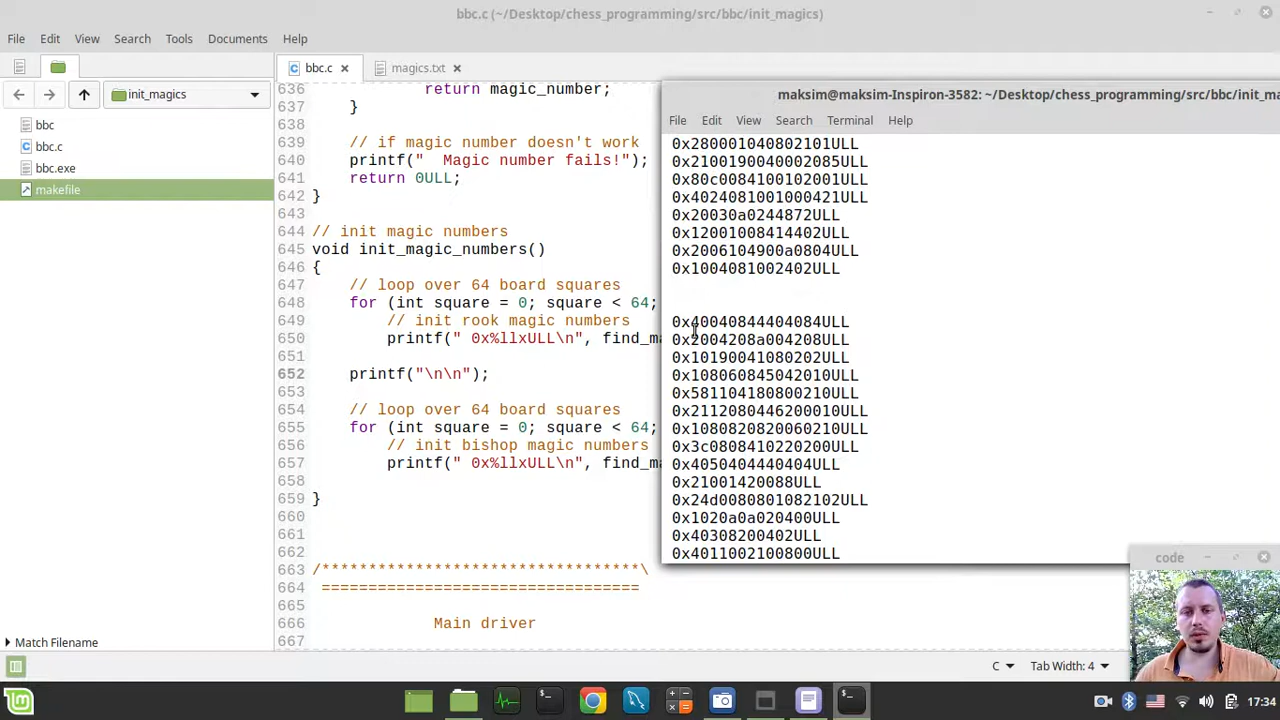 bbc.c (~/Desktop/chess_programming/src/bbc/init_magics)
File Edit View Search Tools Documents Help
init_magics
bbc
bbc.c
bbc.exe
makefile
Match Filename
bbc.c
magics.txt
636 return magic_number;
637 }
638
639 // if magic number doesn't work
640 printf(" Magic number fails!");
641 return 0ULL;
642 }
643
644 // init magic numbers
645 void init_magic_numbers()
646 {
647 // loop over 64 board squares
648 for (int square = 0; square < 64;
649 // init rook magic numbers
650 printf(" 0x%llxULL\n", find_ma
651
652 printf("\n\n");
653
654 // loop over 64 board squares
655 for (int square = 0; square < 64;
656 // init bishop magic numbers
657 printf(" 0x%llxULL\n", find_ma
658
659 }
660
661
662
663 /********************************\
664 ==================================
665
666 Main driver
667
maksim@maksim-Inspiron-3582: ~/Desktop/chess_programming/src/bbc/init_ma
File Edit View Search Terminal Help
0x280001040802101ULL
0x2100190040002085ULL
0x80c0084100102001ULL
0x4024081001000421ULL
0x20030a0244872ULL
0x12001008414402ULL
0x2006104900a0804ULL
0x1004081002402ULL
0x40040844404084ULL
0x2004208a004208ULL
0x10190041080202ULL
0x108060845042010ULL
0x581104180800210ULL
0x2112080446200010ULL
0x1080820820060210ULL
0x3c0808410220200ULL
0x4050404440404ULL
0x21001420088ULL
0x24d0080801082102ULL
0x1020a0a020400ULL
0x40308200402ULL
0x4011002100800ULL
code
C Tab Width: 4
17:34